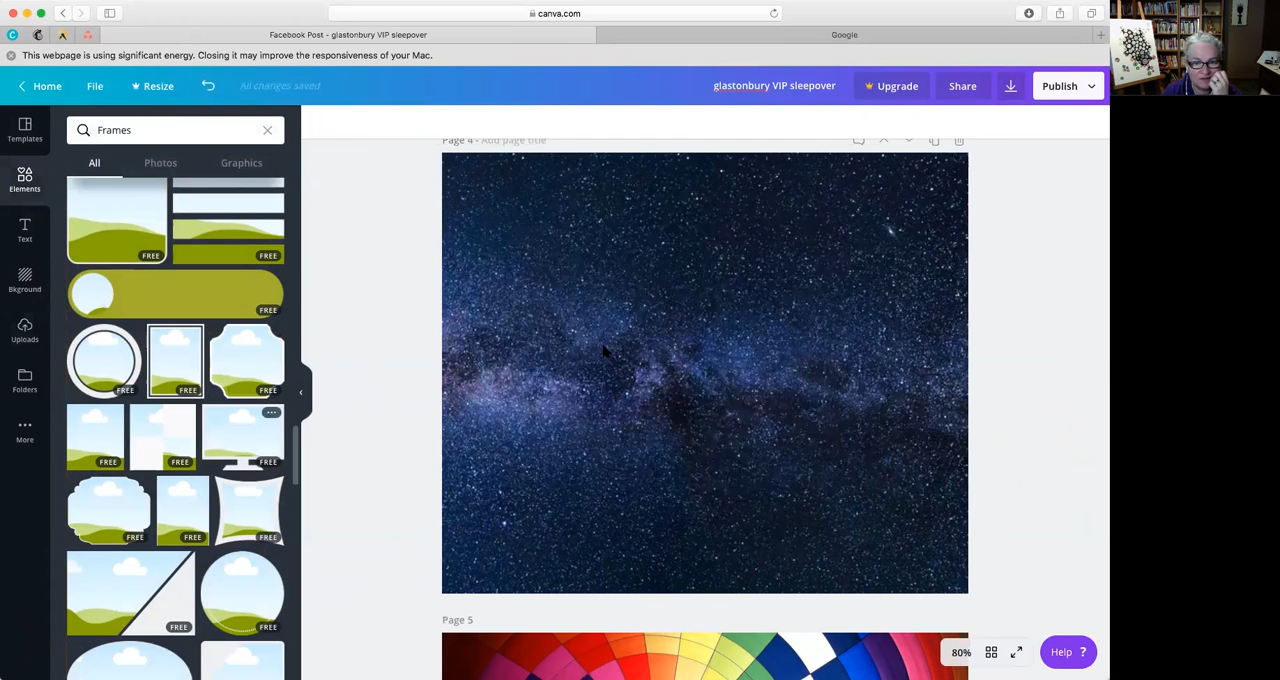 canva.com
Facebook Post - glastonbury VIP sleepover
Google
This webpage is using significant energy. Closing it may improve the responsiveness of your Mac.
Home
File
Resize
All changes saved
glastonbury VIP sleepover
Upgrade
Share
Publish
Templates
Elements
Text
Bkground
Uploads
Folders
More
Frames
All
Photos
Graphics
FREE
FREE
FREE
FREE
FREE
FREE
FREE
FREE
FREE
FREE
FREE
FREE
FREE
FREE
Page 4 - Add page title
Page 5
80%
Help ?